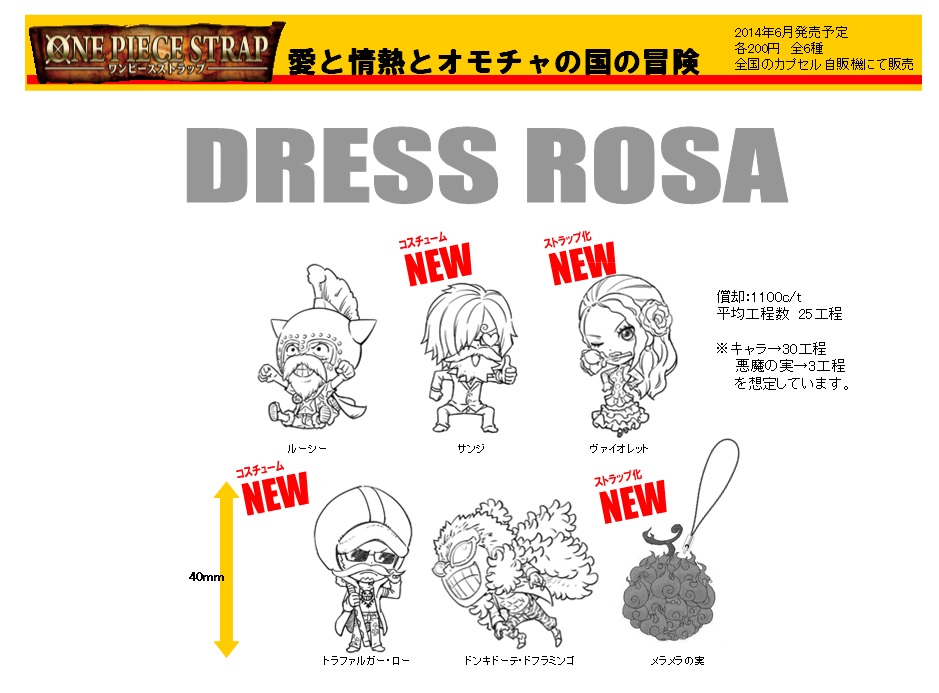 ONE PIECE STRAP
ワンピースストラップ
愛と情熱とオモチャの国の冒険
2014年6月発売予定
各200円 全6種
全国のカプセル自販機にて販売
DRESS ROSA
コスチューム
NEW
ストラップ化
NEW
償却:1100c/t
平均工程数 25工程
※キャラ→30工程
悪魔の実→3工程
を想定しています。
ルーシー
サンジ
ヴァイオレット
コスチューム
NEW
ストラップ化
NEW
40mm
トラファルガー・ロー
ドンキホーテ・ドフラミンゴ
メラメラの実